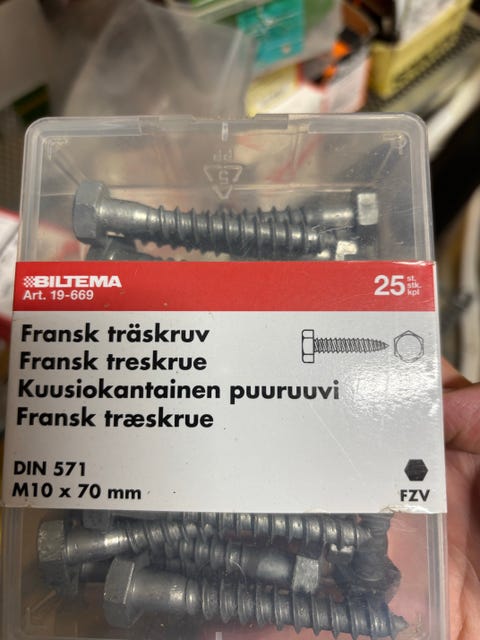 BILTEMA
Art. 19-669
25 st. stk. kpl
Fransk träskruv
Fransk treskrue
Kuusiokantainen puuruuvi
Fransk træskrue
DIN 571
M10 x 70 mm
FZV